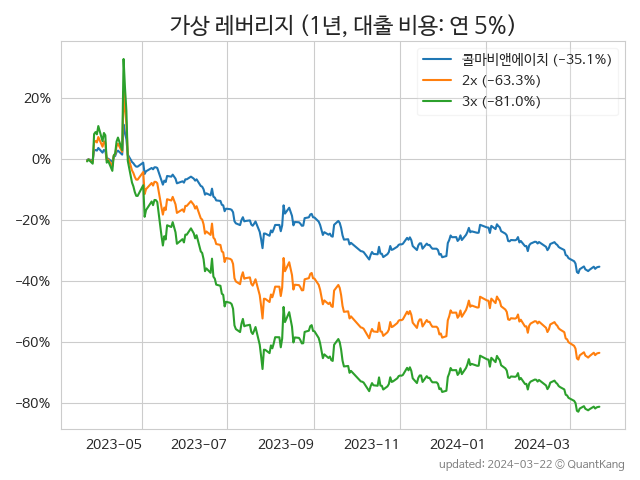 가상 레버리지 (1년, 대출 비용: 연 5%)
콜마비앤에이치 (−35.1%)
2x (−63.3%)
3x (−81.0%)
20%
0%
−20%
−40%
−60%
−80%
2023-05 2023-07 2023-09 2023-11 2024-01 2024-03
updated: 2024-03-22 © QuantKang